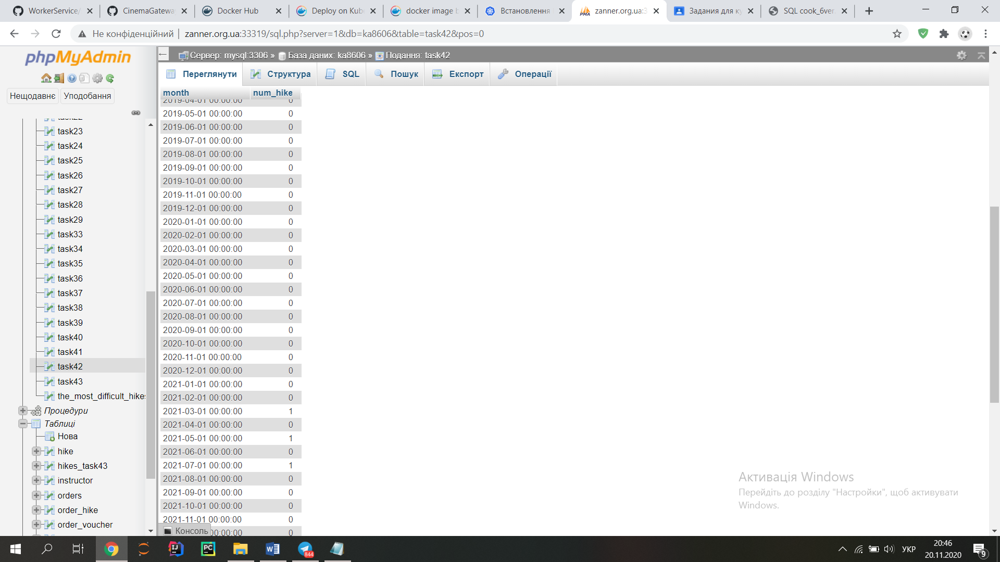 WorkerService/
CinemaGateway
Docker Hub
Deploy on Kub
docker image b
Встановлення
zanner.org.ua:3
Задания для ку
SQL cook_6ver
Не конфіденційний
zanner.org.ua:33319/sql.php?server=1&db=ka8606&table=task42&pos=0
phpMyAdmin
Нещодавнє
Уподобання
task22
task23
task24
task25
task26
task27
task28
task29
task33
task34
task35
task36
task37
task38
task39
task40
task41
task42
task43
the_most_difficult_hike
Процедури
Таблиці
Нова
hike
hikes_task43
instructor
orders
order_hike
order_voucher
Сервер: mysql:3306 » База даних: ka8606 » Подання: task42
Переглянути
Структура
SQL
Пошук
Експорт
Операції
month num_hike
2019-04-01 00:00:00 0
2019-05-01 00:00:00 0
2019-06-01 00:00:00 0
2019-07-01 00:00:00 0
2019-08-01 00:00:00 0
2019-09-01 00:00:00 0
2019-10-01 00:00:00 0
2019-11-01 00:00:00 0
2019-12-01 00:00:00 0
2020-01-01 00:00:00 0
2020-02-01 00:00:00 0
2020-03-01 00:00:00 0
2020-04-01 00:00:00 0
2020-05-01 00:00:00 0
2020-06-01 00:00:00 0
2020-07-01 00:00:00 0
2020-08-01 00:00:00 0
2020-09-01 00:00:00 0
2020-10-01 00:00:00 0
2020-11-01 00:00:00 0
2020-12-01 00:00:00 0
2021-01-01 00:00:00 0
2021-02-01 00:00:00 0
2021-03-01 00:00:00 1
2021-04-01 00:00:00 0
2021-05-01 00:00:00 1
2021-06-01 00:00:00 0
2021-07-01 00:00:00 1
2021-08-01 00:00:00 0
2021-09-01 00:00:00 0
2021-10-01 00:00:00 0
2021-11-01 00:00:00 0
00:00:00 0
Консоль
Активація Windows
Перейдіть до розділу "Настройки", щоб активувати
Windows.
844
УКР
20:46
20.11.2020
9